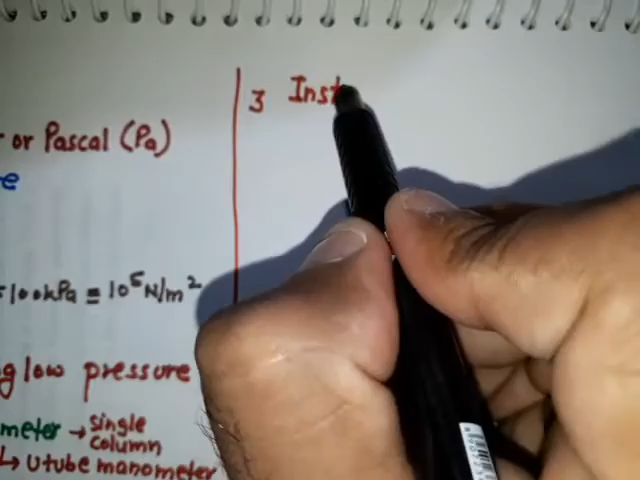 or Pascal (Pa)
100kPa = 10⁵ N/m²
low pressure
meter → single
column
↳ Utube manometer
3 Inst